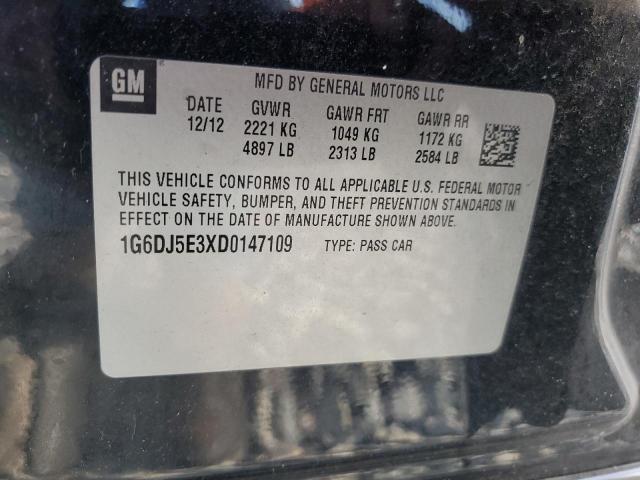 GM
MFD BY GENERAL MOTORS LLC
DATE GVWR GAWR FRT GAWR RR
12/12 2221 KG 1049 KG 1172 KG
4897 LB 2313 LB 2584 LB
THIS VEHICLE CONFORMS TO ALL APPLICABLE U.S. FEDERAL MOTOR
VEHICLE SAFETY, BUMPER, AND THEFT PREVENTION STANDARDS IN
EFFECT ON THE DATE OF MANUFACTURE SHOWN ABOVE.
1G6DJ5E3XD0147109 TYPE: PASS CAR